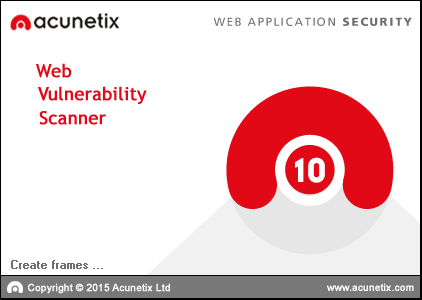 acunetix
WEB APPLICATION SECURITY
Web
Vulnerability
Scanner
10
Create frames ...
Copyright © 2015 Acunetix Ltd
www.acunetix.com